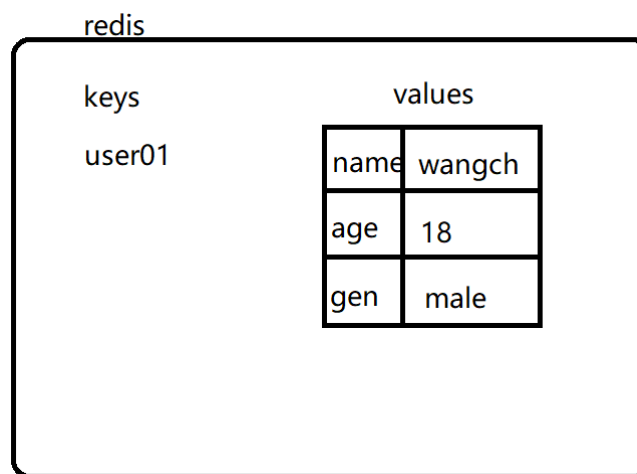 redis
keys values
user01
name wangch
age 18
gen male